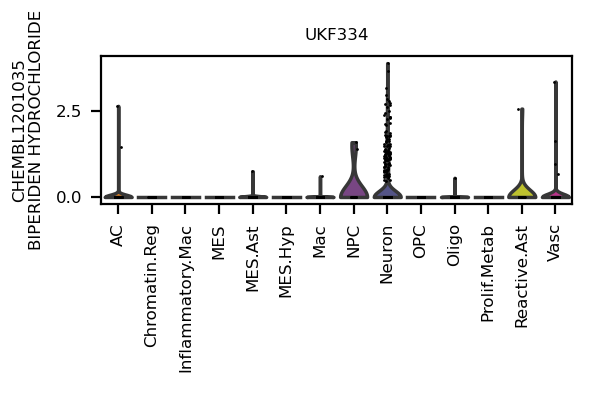 UKF334
CHEMBL1201035
BIPERIDEN HYDROCHLORIDE
2.5
0.0
AC
Chromatin.Reg
Inflammatory.Mac
MES
MES.Ast
MES.Hyp
Mac
NPC
Neuron
OPC
Oligo
Prolif.Metab
Reactive.Ast
Vasc